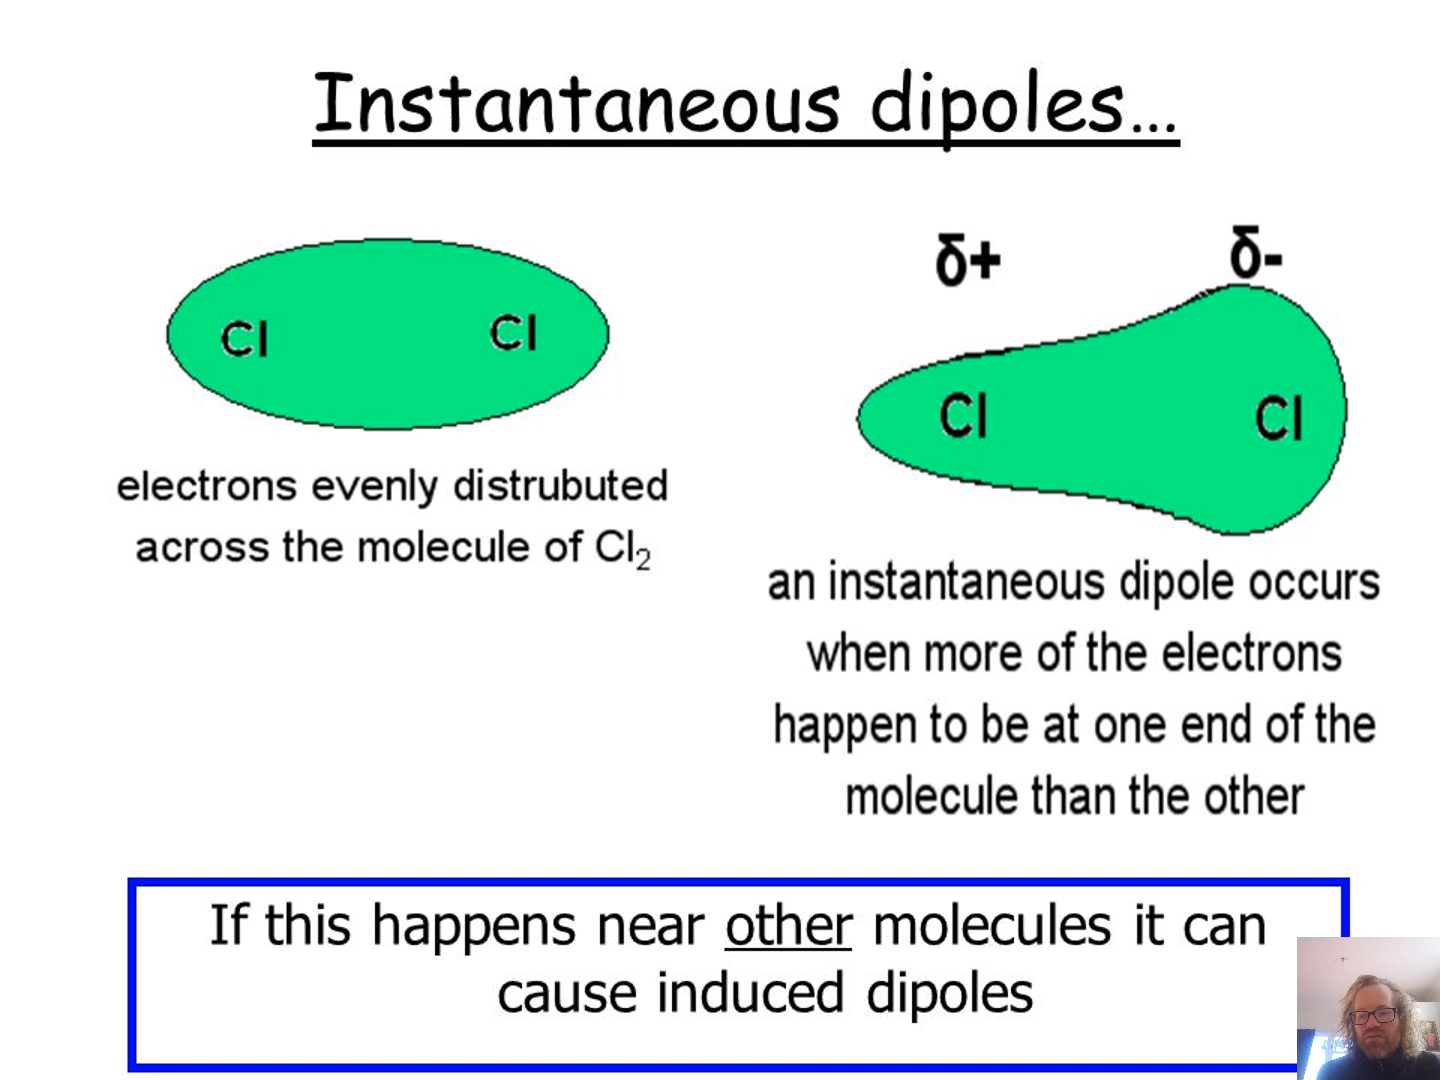 Instantaneous dipoles...
δ+ δ-
Cl Cl
Cl Cl
electrons evenly distrubuted
across the molecule of Cl₂
an instantaneous dipole occurs
when more of the electrons
happen to be at one end of the
molecule than the other
If this happens near other molecules it can
cause induced dipoles